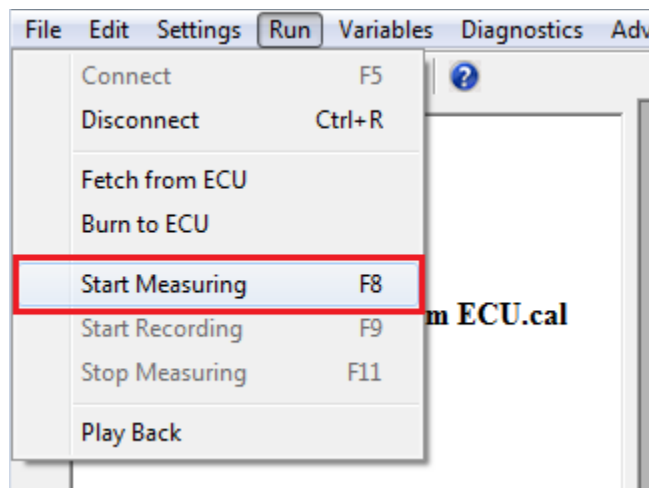 File Edit Settings Run Variables Diagnostics Adv
Connect F5
Disconnect Ctrl+R
Fetch from ECU
Burn to ECU
Start Measuring F8
m ECU.cal
Start Recording F9
Stop Measuring F11
Play Back